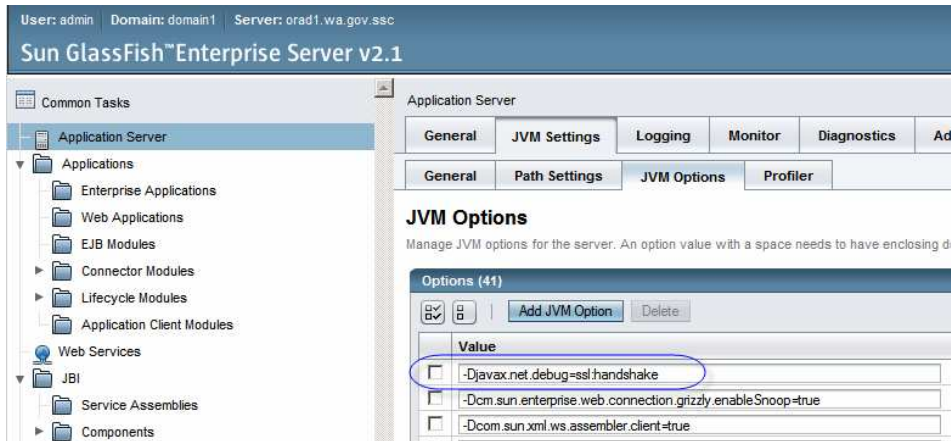 User: admin Domain: domain1 Server: orad1.wa.gov.ssc
Sun GlassFish™ Enterprise Server v2.1
Common Tasks
Application Server
Applications
Enterprise Applications
Web Applications
EJB Modules
Connector Modules
Lifecycle Modules
Application Client Modules
Web Services
JBI
Service Assemblies
Components
Application Server
General JVM Settings Logging Monitor Diagnostics Ad
General Path Settings JVM Options Profiler
JVM Options
Manage JVM options for the server. An option value with a space needs to have enclosing d
Options (41)
Add JVM Option Delete
Value
-Djavax.net.debug=ssl:handshake
-Dcm.sun.enterprise.web.connection.grizzly.enableSnoop=true
-Dcom.sun.xml.ws.assembler.client=true